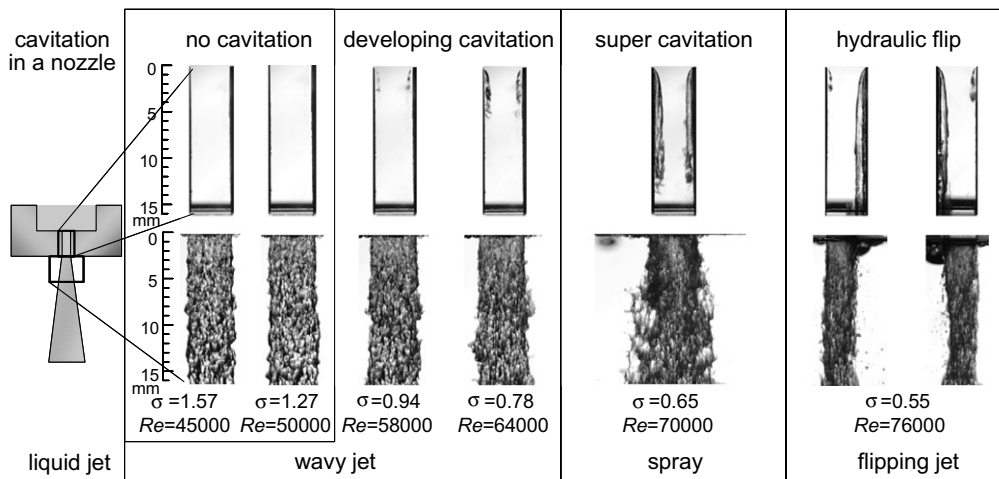 cavitation
in a nozzle
no cavitation
developing cavitation
super cavitation
hydraulic flip
0
5
10
15
mm
0
5
10
15
mm
σ=1.57
Re=45000
σ=1.27
Re=50000
σ=0.94
Re=58000
σ=0.78
Re=64000
σ=0.65
Re=70000
σ=0.55
Re=76000
liquid jet
wavy jet
spray
flipping jet